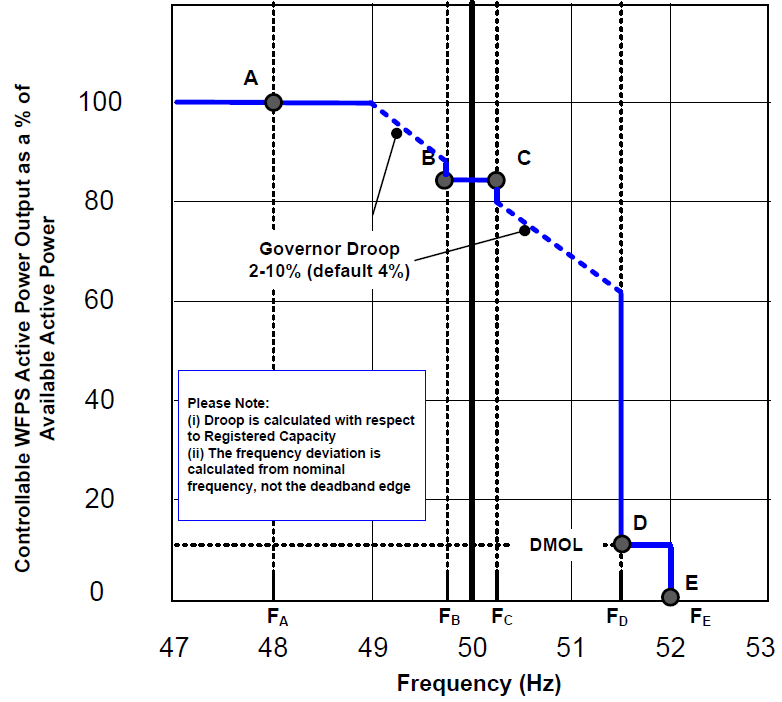 Controllable WFPS Active Power Output as a % of
Available Active Power
100
80
60
40
20
0
A
B
C
Governor Droop
2-10% (default 4%)
Please Note:
(i) Droop is calculated with respect
to Registered Capacity
(ii) The frequency deviation is
calculated from nominal
frequency, not the deadband edge
D
DMOL
E
FA
FB
FC
FD
FE
47
48
49
50
51
52
53
Frequency (Hz)